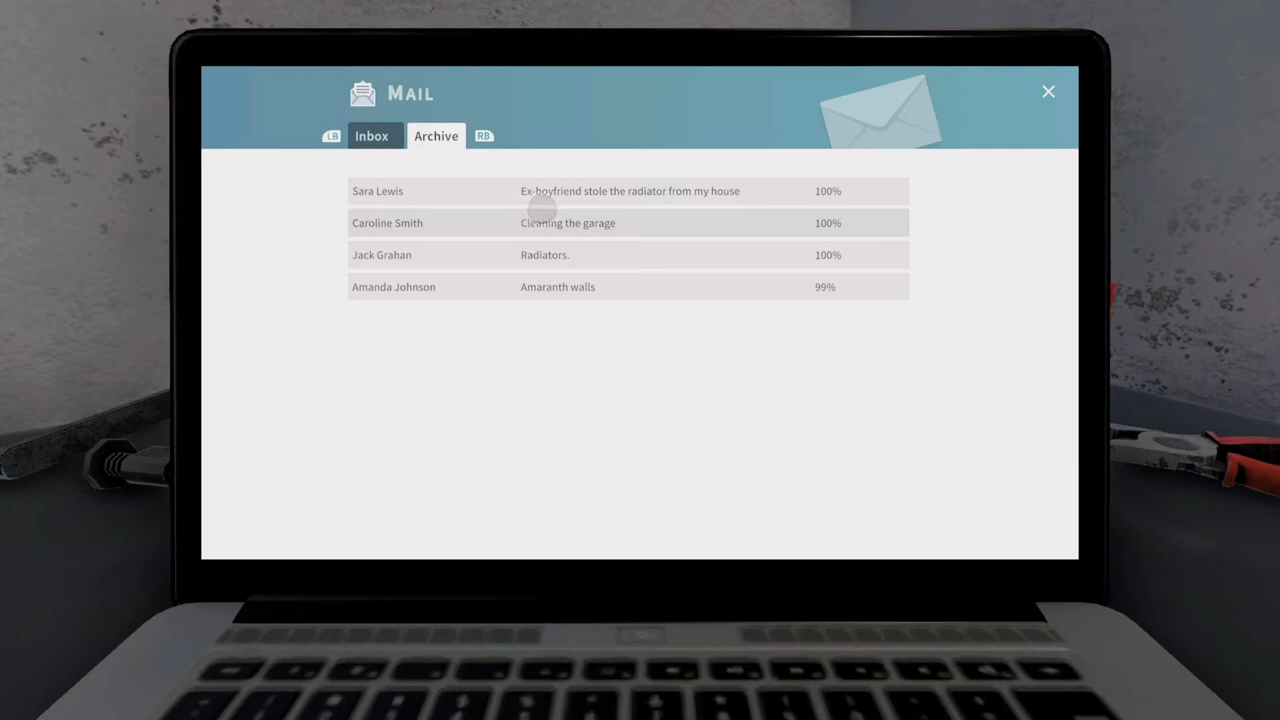 MAIL
LB Inbox Archive RB
Sara Lewis Ex-boyfriend stole the radiator from my house 100%
Caroline Smith Cleaning the garage 100%
Jack Grahan Radiators. 100%
Amanda Johnson Amaranth walls 99%